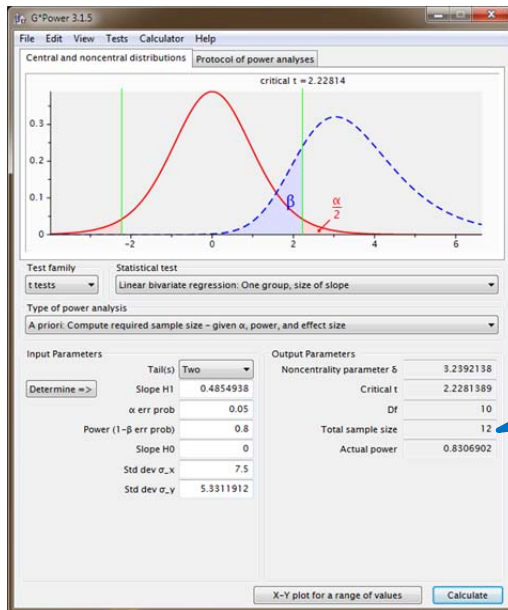 G*Power 3.1.5
File Edit View Tests Calculator Help
Central and noncentral distributions Protocol of power analyses
critical t = 2.22814
0.3
0.2
0.1
0
-2 0 2 4 6
β
α
2
Test family Statistical test
t tests Linear bivariate regression: One group, size of slope
Type of power analysis
A priori: Compute required sample size - given α, power, and effect size
Input Parameters Output Parameters
Tail(s) Two Noncentrality parameter δ 3.2392138
Determine => Slope H1 0.4854938 Critical t 2.2281389
α err prob 0.05 Df 10
Power (1-β err prob) 0.8 Total sample size 12
Slope H0 0 Actual power 0.8306902
Std dev σ_x 7.5
Std dev σ_y 5.3311912
X-Y plot for a range of values Calculate